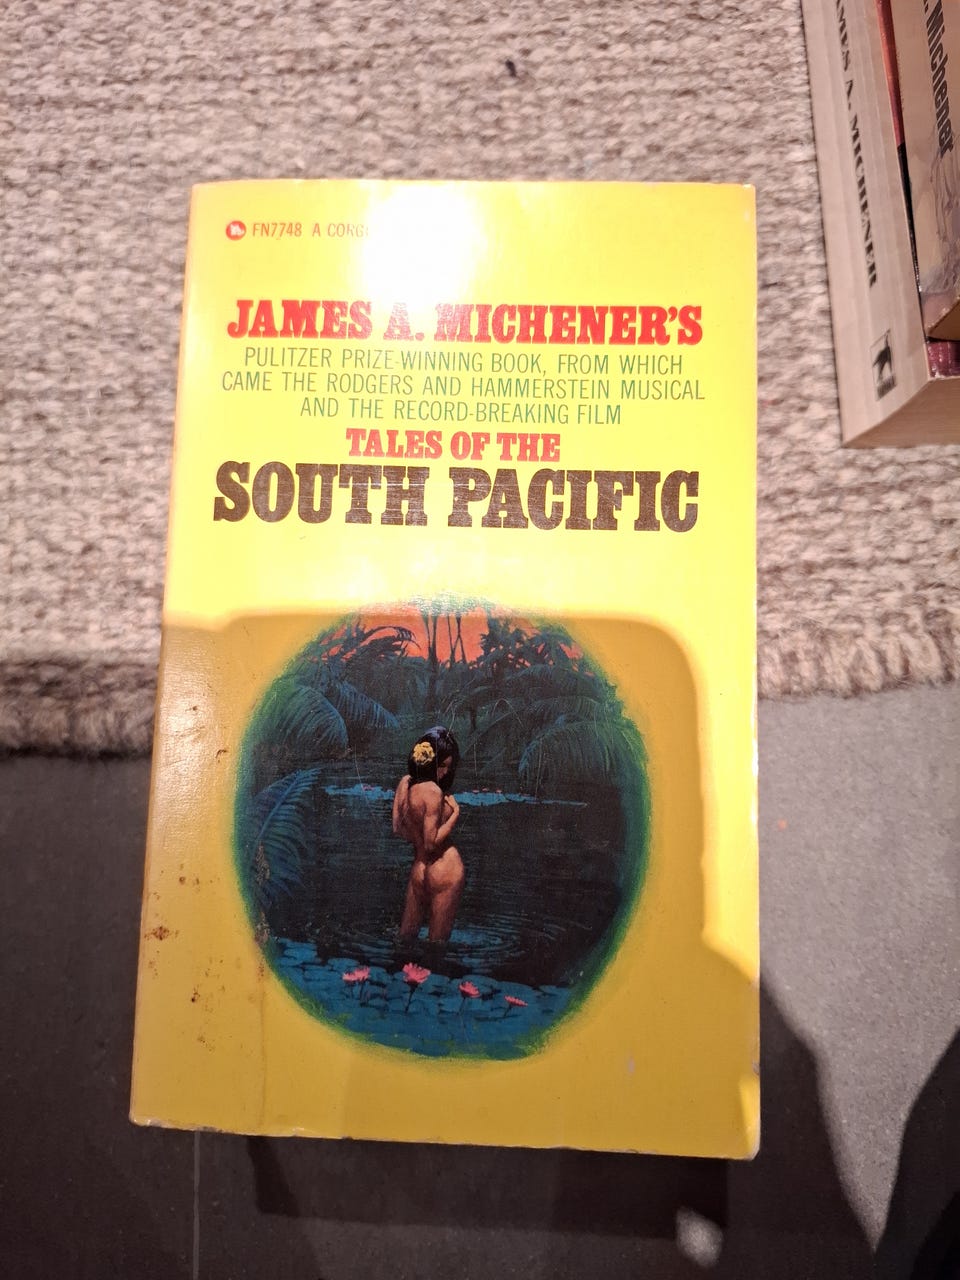 FN7748 A CORGI
JAMES A. MICHENER'S
PULITZER PRIZE-WINNING BOOK, FROM WHICH
CAME THE RODGERS AND HAMMERSTEIN MUSICAL
AND THE RECORD-BREAKING FILM
TALES OF THE
SOUTH PACIFIC
JAMES A. MICHENER
Michener